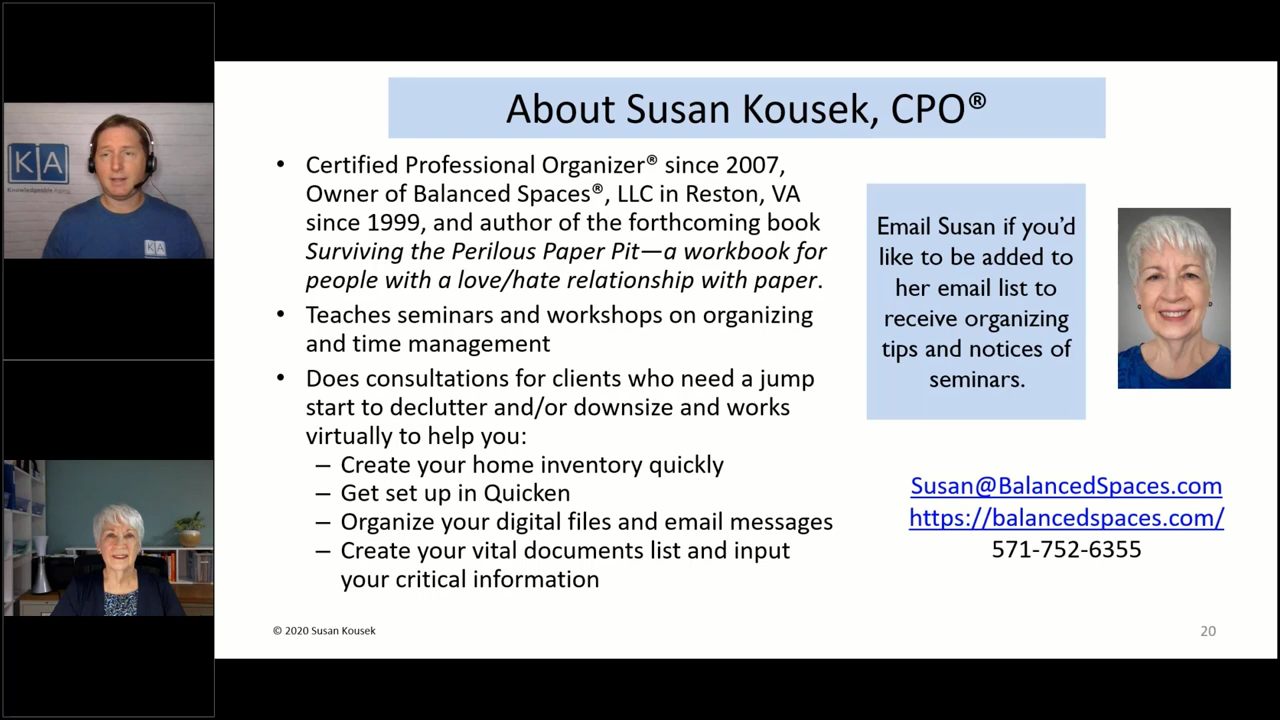 K|A
Knowledgeable Aging
KA
About Susan Kousek, CPO®
• Certified Professional Organizer® since 2007,
Owner of Balanced Spaces®, LLC in Reston, VA
since 1999, and author of the forthcoming book
Surviving the Perilous Paper Pit—a workbook for
people with a love/hate relationship with paper.
• Teaches seminars and workshops on organizing
and time management
• Does consultations for clients who need a jump
start to declutter and/or downsize and works
virtually to help you:
– Create your home inventory quickly
– Get set up in Quicken
– Organize your digital files and email messages
– Create your vital documents list and input
your critical information
Email Susan if you’d
like to be added to
her email list to
receive organizing
tips and notices of
seminars.
Susan@BalancedSpaces.com
https://balancedspaces.com/
571-752-6355
© 2020 Susan Kousek
20